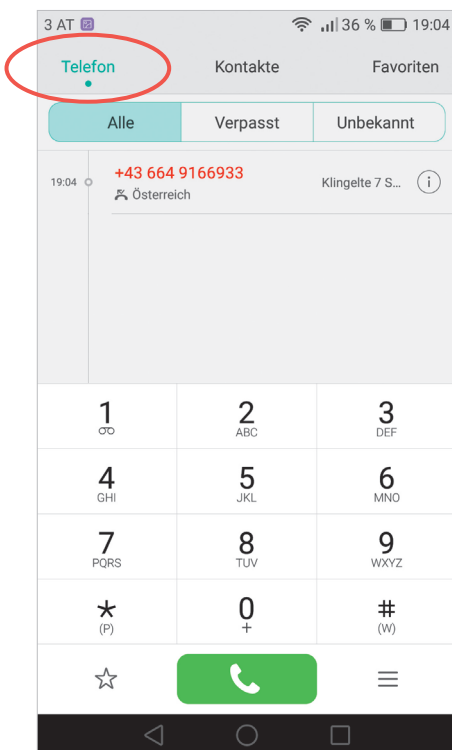 3 AT 36 % 19:04
Telefon Kontakte Favoriten
Alle Verpasst Unbekannt
19:04 +43 664 9166933 Klingelte 7 S... i
Österreich
1 2 3
ABC DEF
4 5 6
GHI JKL MNO
7 8 9
PQRS TUV WXYZ
* 0 #
(P) + (W)